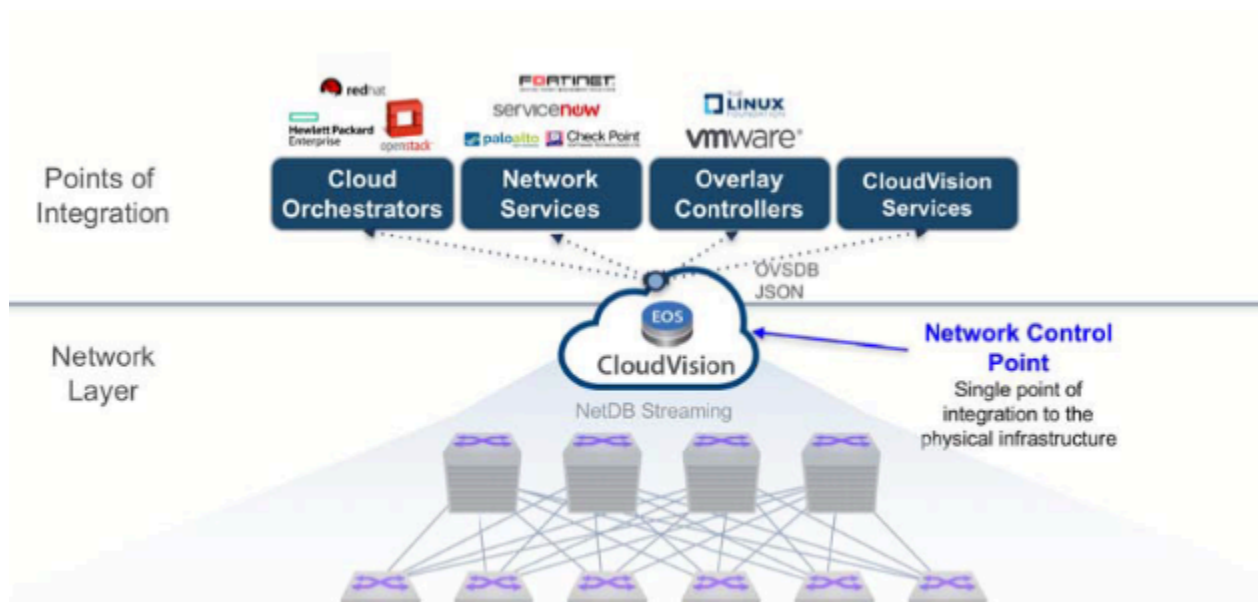 redhat
Hewlett Packard
Enterprise
openstack
FORTINET
servicenow
paloalto
Check Point
THE
LINUX
FOUNDATION
vmware®
Points of
Integration
Cloud
Orchestrators
Network
Services
Overlay
Controllers
CloudVision
Services
OVSDB
JSON
EOS
CloudVision
Network
Layer
Network Control
Point
Single point of
integration to the
physical infrastructure
NetDB Streaming